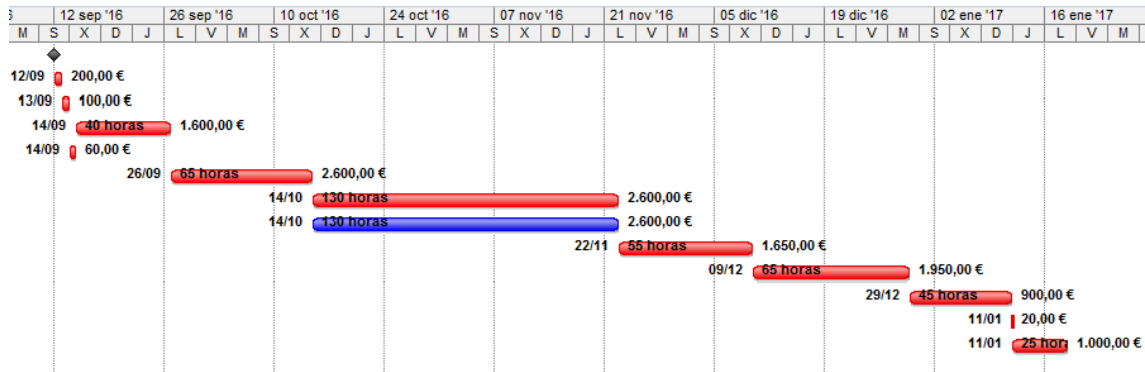 12 sep '16 26 sep '16 10 oct '16 24 oct '16 07 nov '16 21 nov '16 05 dic '16 19 dic '16 02 ene '17 16 ene '17
M S X D J L V M S X D J L V M S X D J L V M S X D J L V M S X D J L V M
12/09 200,00 €
13/09 100,00 €
14/09 40 horas 1.600,00 €
14/09 60,00 €
26/09 65 horas 2.600,00 €
14/10 130 horas 2.600,00 €
14/10 130 horas 2.600,00 €
22/11 55 horas 1.650,00 €
09/12 65 horas 1.950,00 €
29/12 45 horas 900,00 €
11/01 20,00 €
11/01 25 hor 1.000,00 €